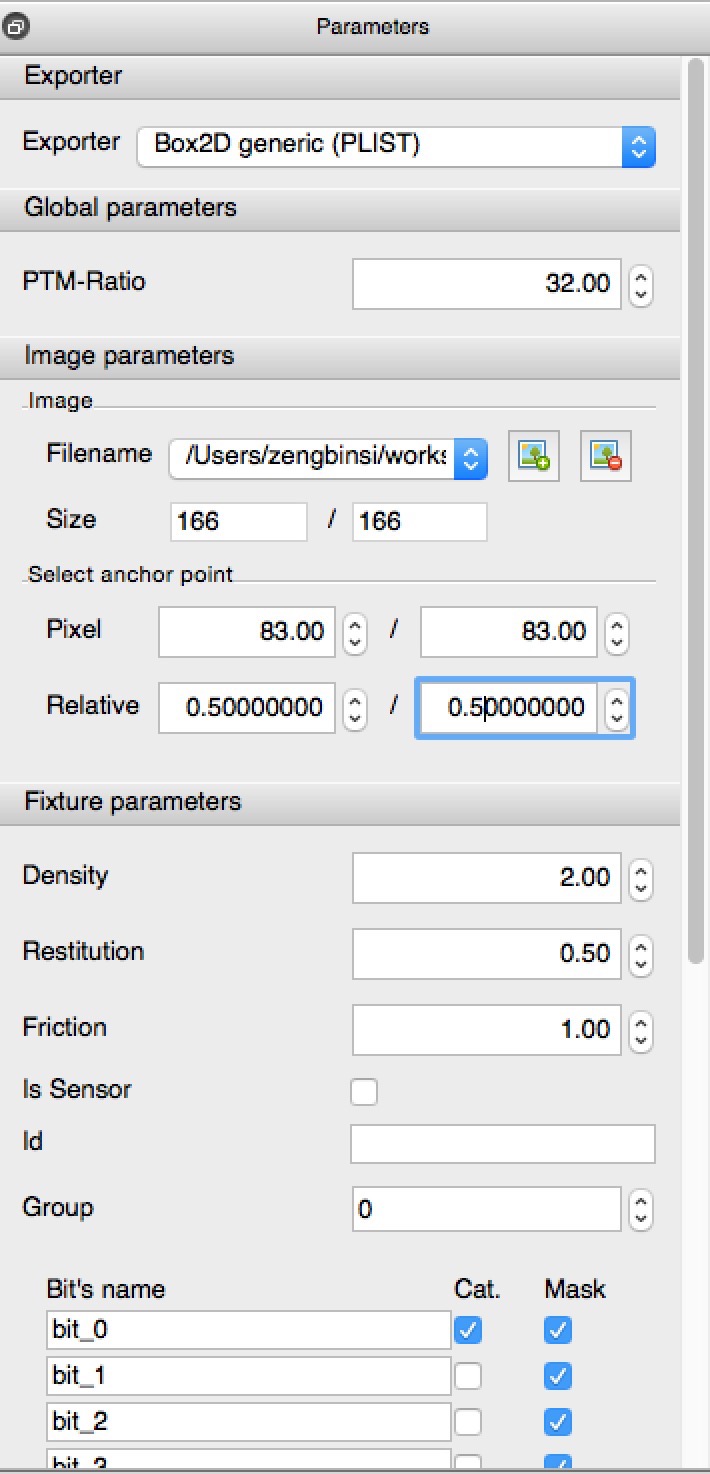 Parameters
Exporter
Exporter Box2D generic (PLIST)
Global parameters
PTM-Ratio 32.00
Image parameters
Image
Filename /Users/zengbinsi/works
Size 166 / 166
Select anchor point
Pixel 83.00 / 83.00
Relative 0.50000000 / 0.50000000
Fixture parameters
Density 2.00
Restitution 0.50
Friction 1.00
Is Sensor
Id
Group 0
Bit's name Cat. Mask
bit_0
bit_1
bit_2
bit_3